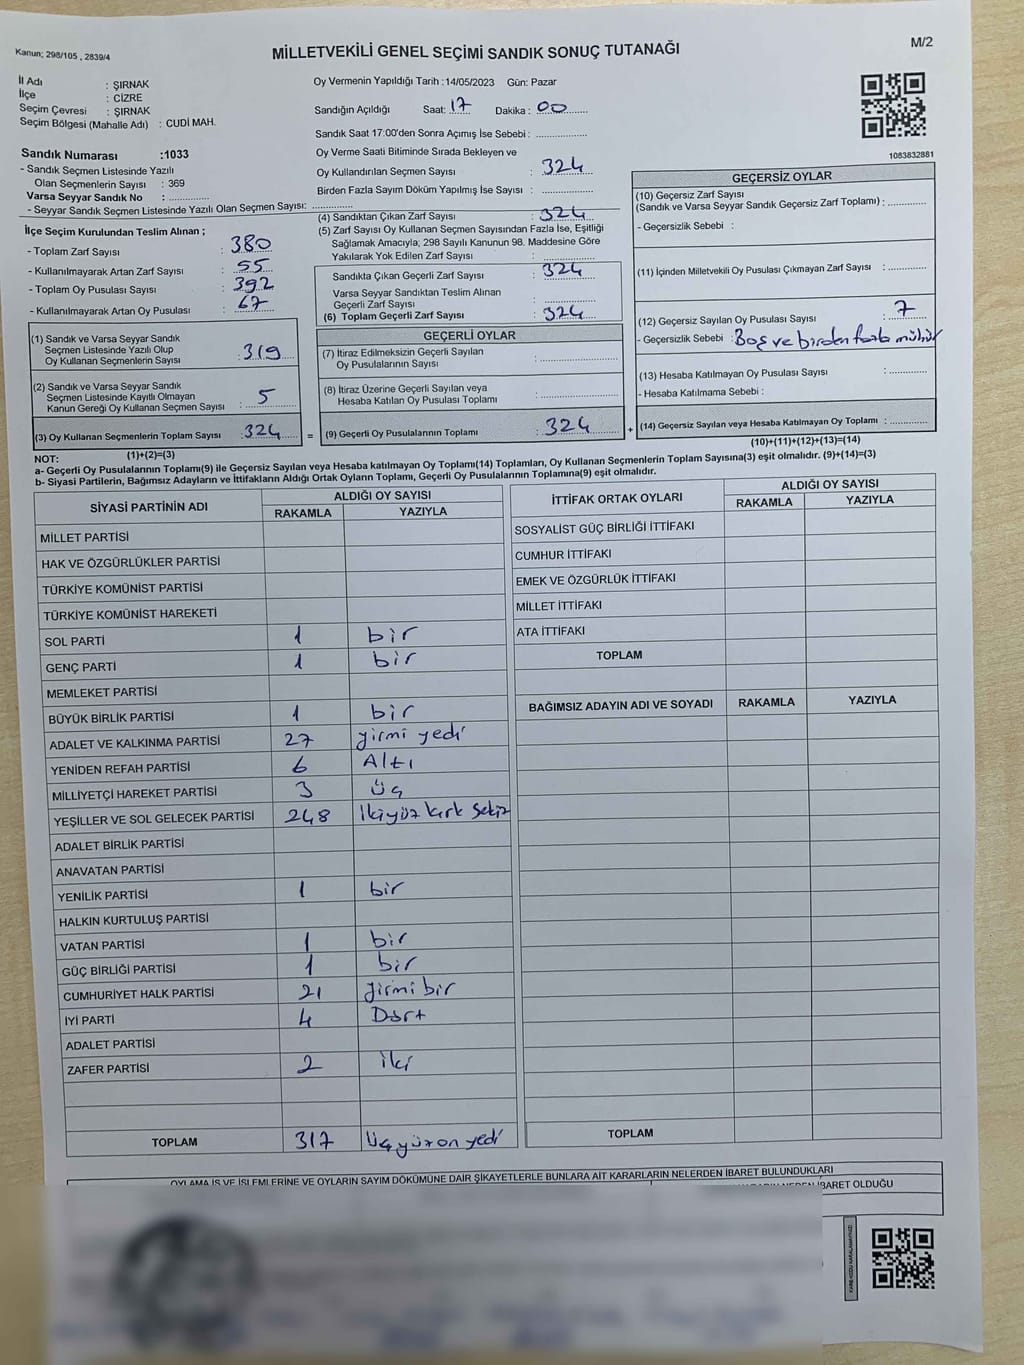 Kanun; 298/105 , 2839/4
MİLLETVEKİLİ GENEL SEÇİMİ SANDIK SONUÇ TUTANAĞI
M/2
İl Adı : ŞIRNAK
İlçe : CİZRE
Seçim Çevresi : ŞIRNAK
Seçim Bölgesi (Mahalle Adı) : CUDİ MAH.
Oy Vermenin Yapıldığı Tarih : 14/05/2023 Gün: Pazar
Sandığın Açıldığı Saat: 17 Dakika : 00
Sandık Saat 17:00'den Sonra Açımış İse Sebebi :
Sandık Numarası :1033
- Sandık Seçmen Listesinde Yazılı
Olan Seçmenlerin Sayısı : 369
Varsa Seyyar Sandık No :
- Seyyar Sandık Seçmen Listesinde Yazılı Olan Seçmen Sayısı:
Oy Verme Saati Bitiminde Sırada Bekleyen ve
Oy Kullandırılan Seçmen Sayısı : 324
Birden Fazla Sayım Döküm Yapılmış İse Sayısı :
1083832881
İlçe Seçim Kurulundan Teslim Alınan ;
- Toplam Zarf Sayısı : 380
- Kullanılmayarak Artan Zarf Sayısı : 55
- Toplam Oy Pusulası Sayısı : 392
- Kullanılmayarak Artan Oy Pusulası : 67
(4) Sandıktan Çıkan Zarf Sayısı : 324
(5) Zarf Sayısı Oy Kullanan Seçmen Sayısından Fazla İse, Eşitliği
Sağlamak Amacıyla; 298 Sayılı Kanunun 98. Maddesine Göre
Yakılarak Yok Edilen Zarf Sayısı :
Sandıkta Çıkan Geçerli Zarf Sayısı : 324
Varsa Seyyar Sandıktan Teslim Alınan
Geçerli Zarf Sayısı :
(6) Toplam Geçerli Zarf Sayısı : 324
GEÇERSİZ OYLAR
(10) Geçersiz Zarf Sayısı
(Sandık ve Varsa Seyyar Sandık Geçersiz Zarf Toplamı) :
- Geçersizlik Sebebi :
(11) İçinden Milletvekili Oy Pusulası Çıkmayan Zarf Sayısı :
(12) Geçersiz Sayılan Oy Pusulası Sayısı : 7
- Geçersizlik Sebebi : Boş ve birden fazla mühür
(13) Hesaba Katılmayan Oy Pusulası Sayısı :
- Hesaba Katılmama Sebebi :
(14) Geçersiz Sayılan veya Hesaba Katılmayan Oy Toplamı :
(10)+(11)+(12)+(13)=(14)
(1) Sandık ve Varsa Seyyar Sandık
Seçmen Listesinde Yazılı Olup
Oy Kullanan Seçmenlerin Sayısı : 319
(2) Sandık ve Varsa Seyyar Sandık
Seçmen Listesinde Kayıtlı Olmayan
Kanun Gereği Oy Kullanan Seçmen Sayısı : 5
(3) Oy Kullanan Seçmenlerin Toplam Sayısı : 324 =
(1)+(2)=(3)
GEÇERLİ OYLAR
(7) İtiraz Edilmeksizin Geçerli Sayılan
Oy Pusulalarının Sayısı :
(8) İtiraz Üzerine Geçerli Sayılan veya
Hesaba Katılan Oy Pusulası Toplamı :
(9) Geçerli Oy Pusulalarının Toplamı : 324 +
NOT:
a- Geçerli Oy Pusulalarının Toplamı(9) ile Geçersiz Sayılan veya Hesaba katılmayan Oy Toplamı(14) Toplamları, Oy Kullanan Seçmenlerin Toplam Sayısına(3) eşit olmalıdır. (9)+(14)=(3)
b- Siyasi Partilerin, Bağımsız Adayların ve İttifakların Aldığı Ortak Oyların Toplamı, Geçerli Oy Pusulalarının Toplamına(9) eşit olmalıdır.
SİYASİ PARTİNİN ADI ALDIĞI OY SAYISI
RAKAMLA YAZIYLA
MİLLET PARTİSİ
HAK VE ÖZGÜRLÜKLER PARTİSİ
TÜRKİYE KOMÜNİST PARTİSİ
TÜRKİYE KOMÜNİST HAREKETİ
SOL PARTİ 1 bir
GENÇ PARTİ 1 bir
MEMLEKET PARTİSİ
BÜYÜK BİRLİK PARTİSİ 1 bir
ADALET VE KALKINMA PARTİSİ 27 yirmi yedi
YENİDEN REFAH PARTİSİ 6 Altı
MİLLİYETÇİ HAREKET PARTİSİ 3 Üç
YEŞİLLER VE SOL GELECEK PARTİSİ 248 İkiyüz kırk sekiz
ADALET BİRLİK PARTİSİ
ANAVATAN PARTİSİ
YENİLİK PARTİSİ 1 bir
HALKIN KURTULUŞ PARTİSİ
VATAN PARTİSİ 1 bir
GÜÇ BİRLİĞİ PARTİSİ 1 bir
CUMHURİYET HALK PARTİSİ 21 yirmi bir
İYİ PARTİ 4 Dört
ADALET PARTİSİ
ZAFER PARTİSİ 2 iki
TOPLAM 317 Üç yüz on yedi
İTTİFAK ORTAK OYLARI ALDIĞI OY SAYISI
RAKAMLA YAZIYLA
SOSYALİST GÜÇ BİRLİĞİ İTTİFAKI
CUMHUR İTTİFAKI
EMEK VE ÖZGÜRLÜK İTTİFAKI
MİLLET İTTİFAKI
ATA İTTİFAKI
TOPLAM
BAĞIMSIZ ADAYIN ADI VE SOYADI RAKAMLA YAZIYLA
TOPLAM
OYLAMA İŞ VE İŞLEMLERİNE VE OYLARIN SAYIM DÖKÜMÜNE DAİR ŞİKAYETLERLE BUNLARA AİT KARARLARIN NELERDEN İBARET BULUNDUKLARI
İBARET OLDUĞU